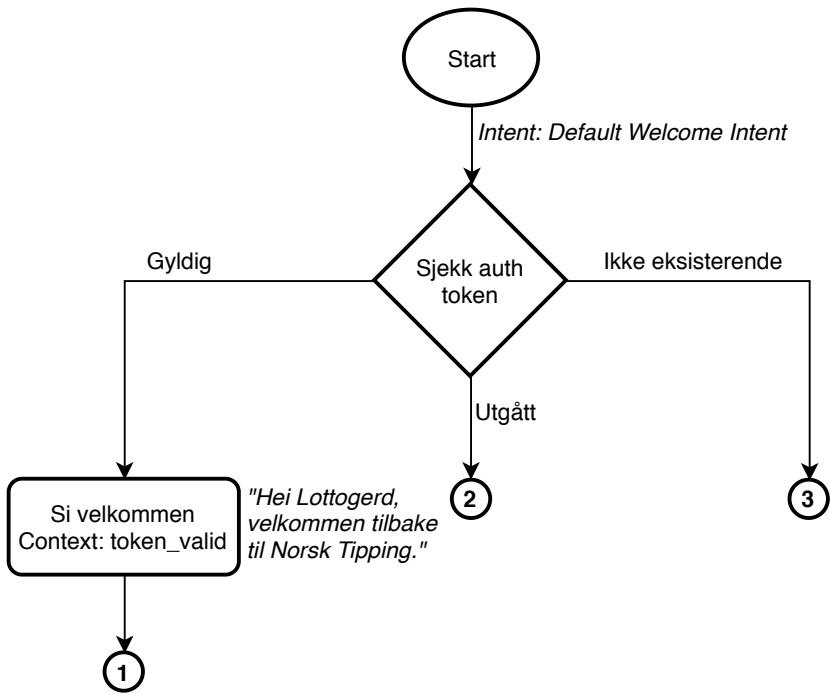 Start
Intent: Default Welcome Intent
Gyldig
Sjekk auth
token
Ikke eksisterende
Utgått
Si velkommen
Context: token_valid
"Hei Lottogerd,
velkommen tilbake
til Norsk Tipping."
2
3
1